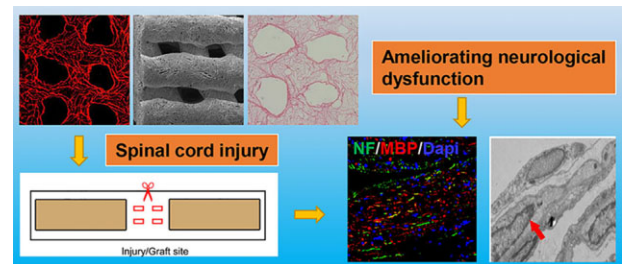 Ameliorating neurological
dysfunction
Spinal cord injury
NF/MBP/Dapi
Injury/Graft site